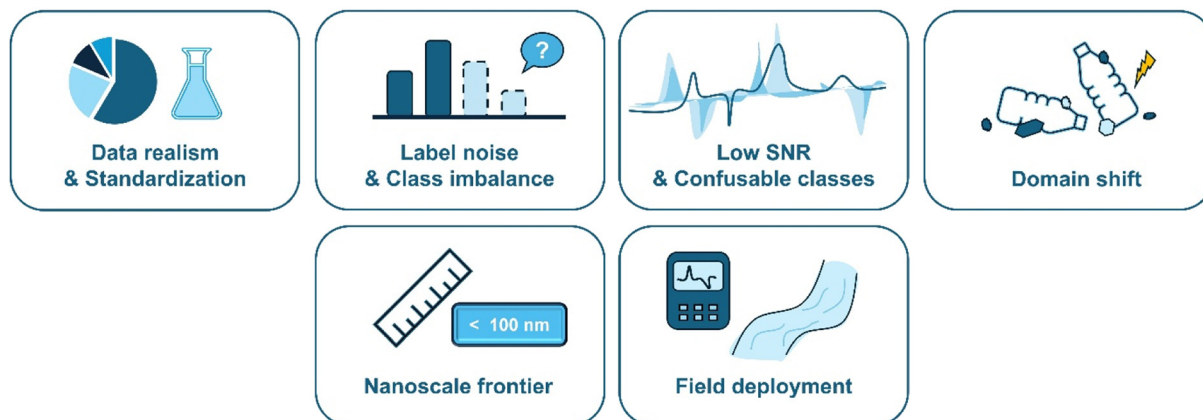 ?
Data realism
& Standardization
Label noise
& Class imbalance
Low SNR
& Confusable classes
Domain shift
< 100 nm
Nanoscale frontier
Field deployment